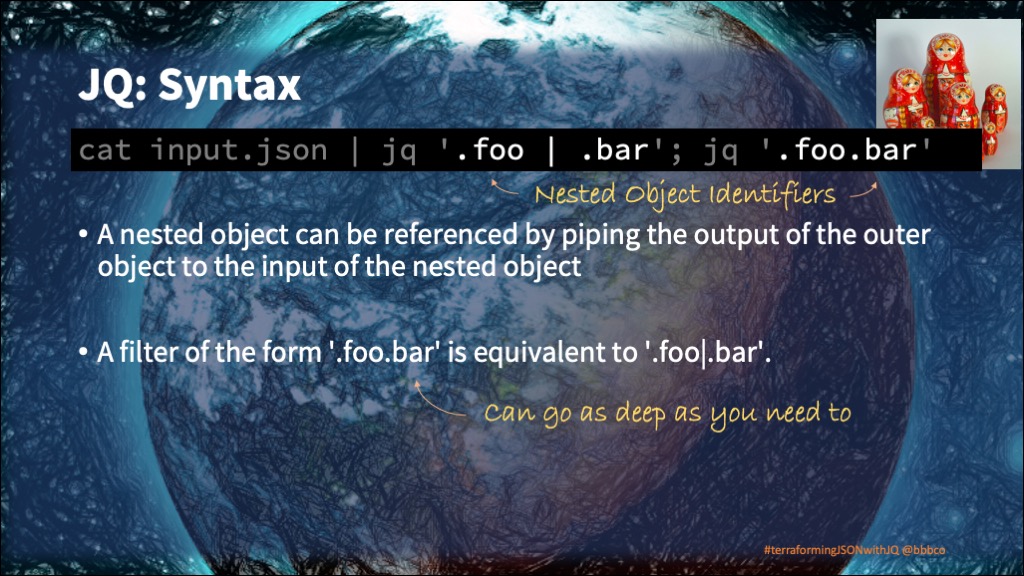 JQ: Syntax
cat input.json | jq '.foo | .bar'; jq '.foo.bar'
Nested Object Identifiers
• A nested object can be referenced by piping the output of the outer
object to the input of the nested object
• A filter of the form '.foo.bar' is equivalent to '.foo|.bar'.
Can go as deep as you need to
#terraformingJSONwithJQ @bbbco